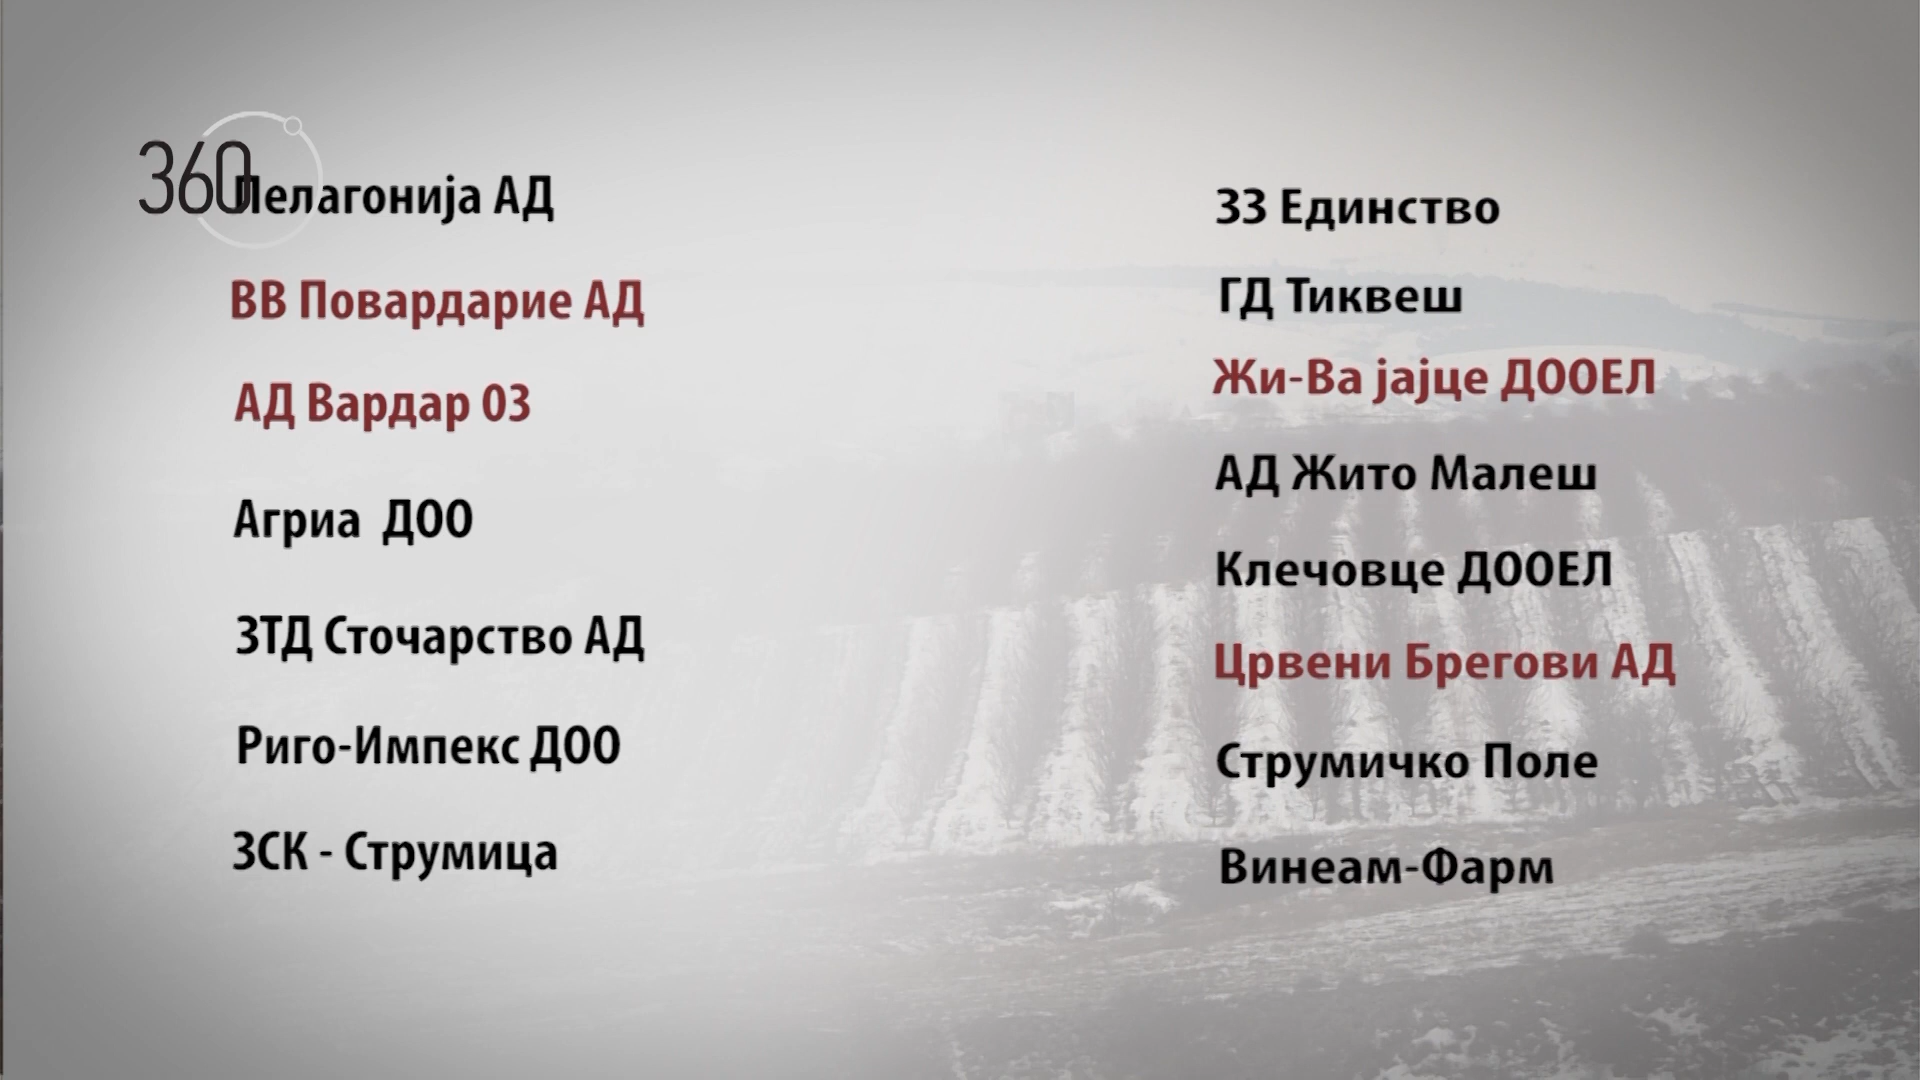 360
Пелагонија АД
ВВ Повардарие АД
АД Вардар 03
Агриа ДОО
ЗТД Сточарство АД
Риго-Импекс ДОО
ЗСК - Струмица
ЗЗ Единство
ГД Тиквеш
Жи-Ва јајце ДООЕЛ
АД Жито Малеш
Клечовце ДООЕЛ
Црвени Брегови АД
Струмичко Поле
Винеам-Фарм